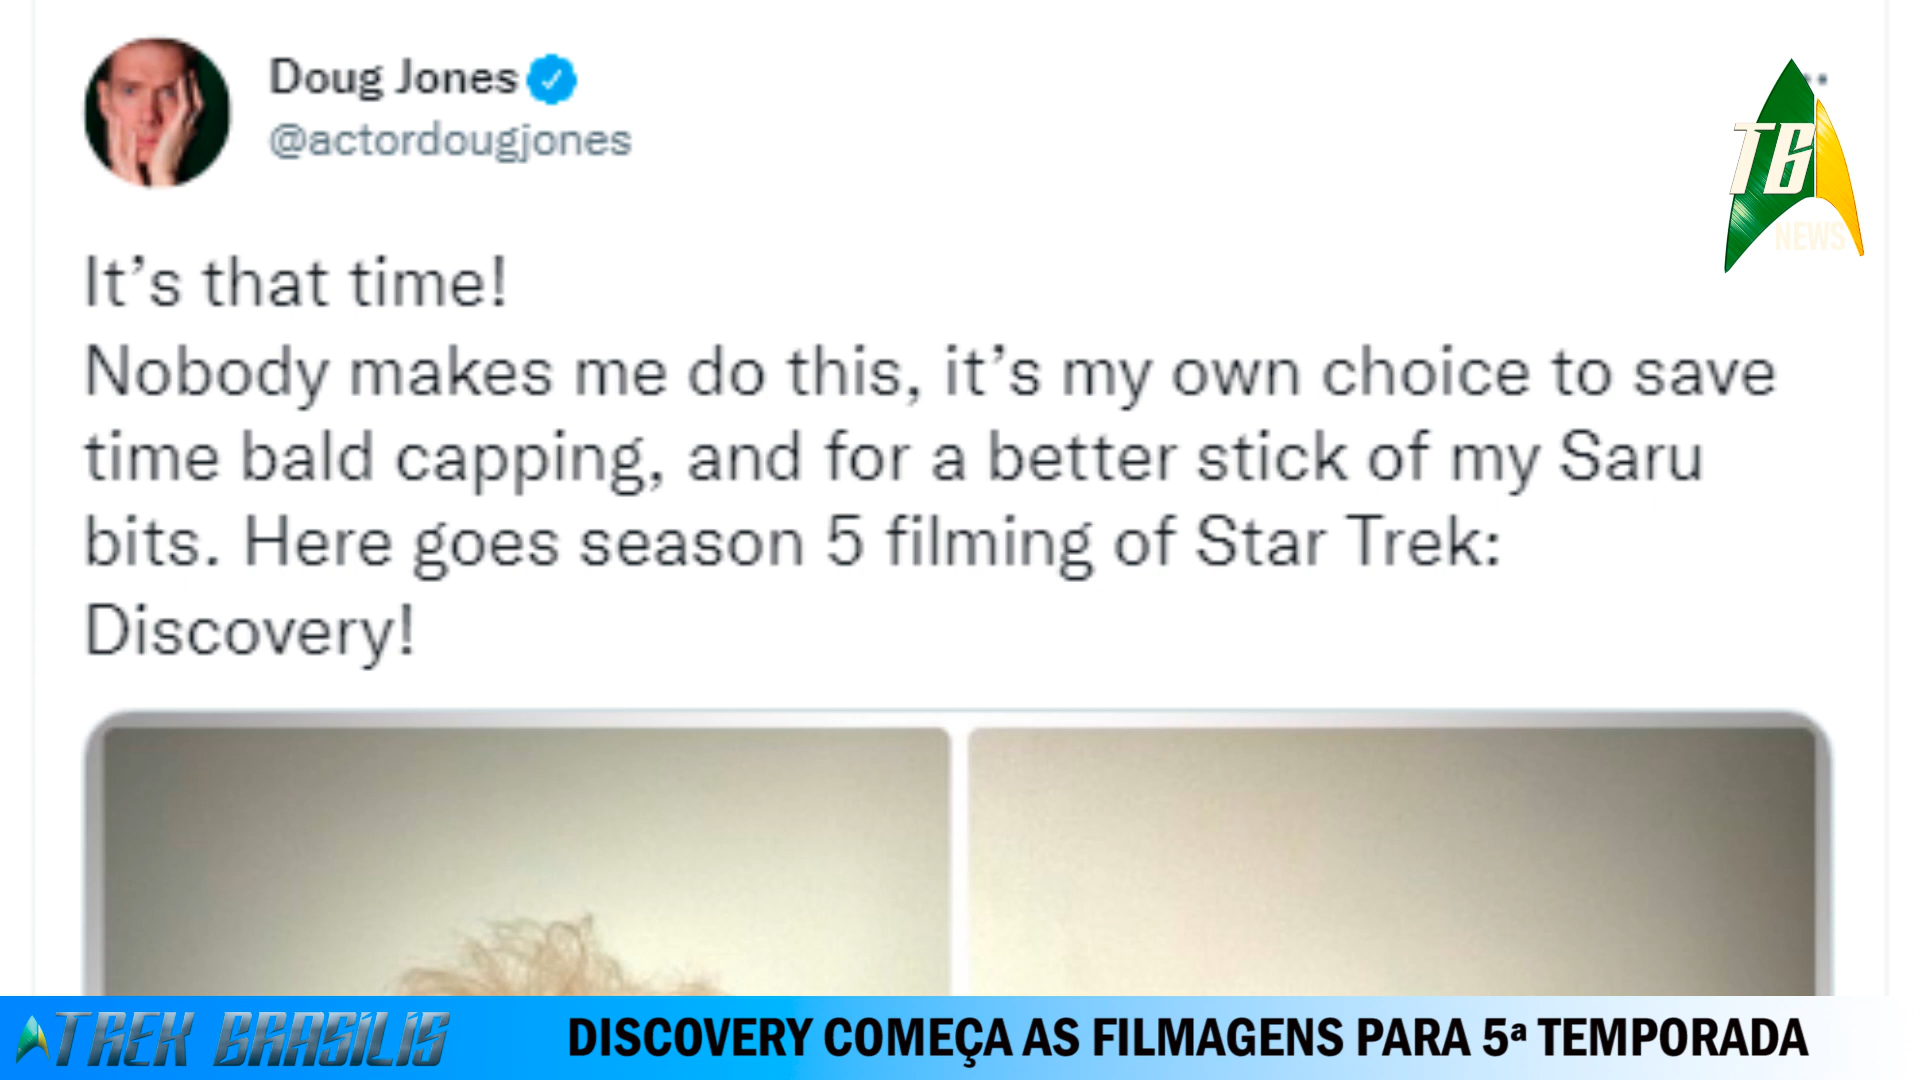 Doug Jones
@actordougjones
TB
NEWS
It’s that time!
Nobody makes me do this, it’s my own choice to save
time bald capping, and for a better stick of my Saru
bits. Here goes season 5 filming of Star Trek:
Discovery!
TREK BRASILIS
DISCOVERY COMEÇA AS FILMAGENS PARA 5ª TEMPORADA